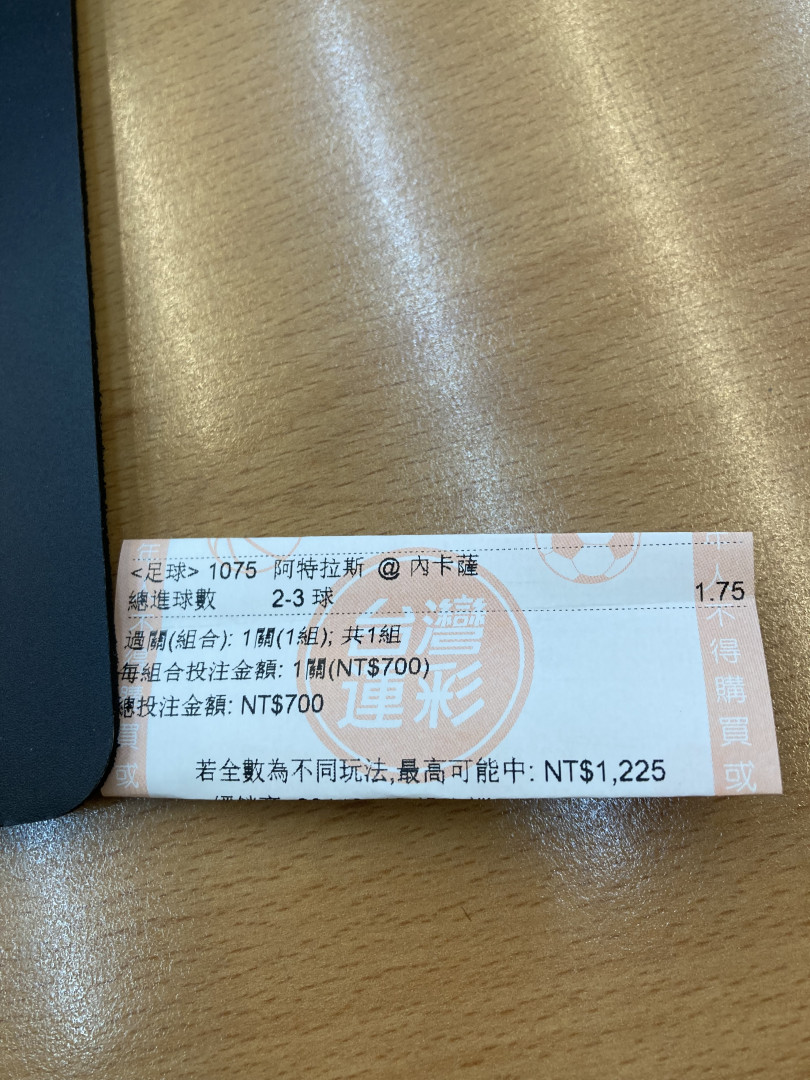 <足球> 1075 阿特拉斯 @ 內卡薩
總進球數 2-3 球 1.75
過關(組合): 1關(1組); 共1組
每組合投注金額: 1關(NT$700)
總投注金額: NT$700
若全數為不同玩法,最高可能中: NT$1,225
台灣
運彩
不得購買或
買或